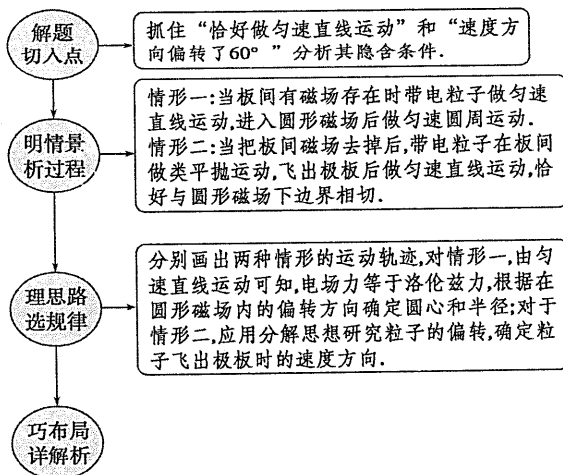 解题
切入点
抓住“恰好做匀速直线运动”和“速度方
向偏转了60°”分析其隐含条件.
明情景
析过程
情形一:当板间有磁场存在时带电粒子做匀速
直线运动,进入圆形磁场后做匀速圆周运动.
情形二:当把板间磁场去掉后,带电粒子在板间
做类平抛运动,飞出极板后做匀速直线运动,恰
好与圆形磁场下边界相切.
理思路
选规律
分别画出两种情形的运动轨迹,对情形一,由匀
速直线运动可知,电场力等于洛伦兹力,根据在
圆形磁场内的偏转方向确定圆心和半径;对于
情形二,应用分解思想研究粒子的偏转,确定粒
子飞出极板时的速度方向.
巧布局
详解析